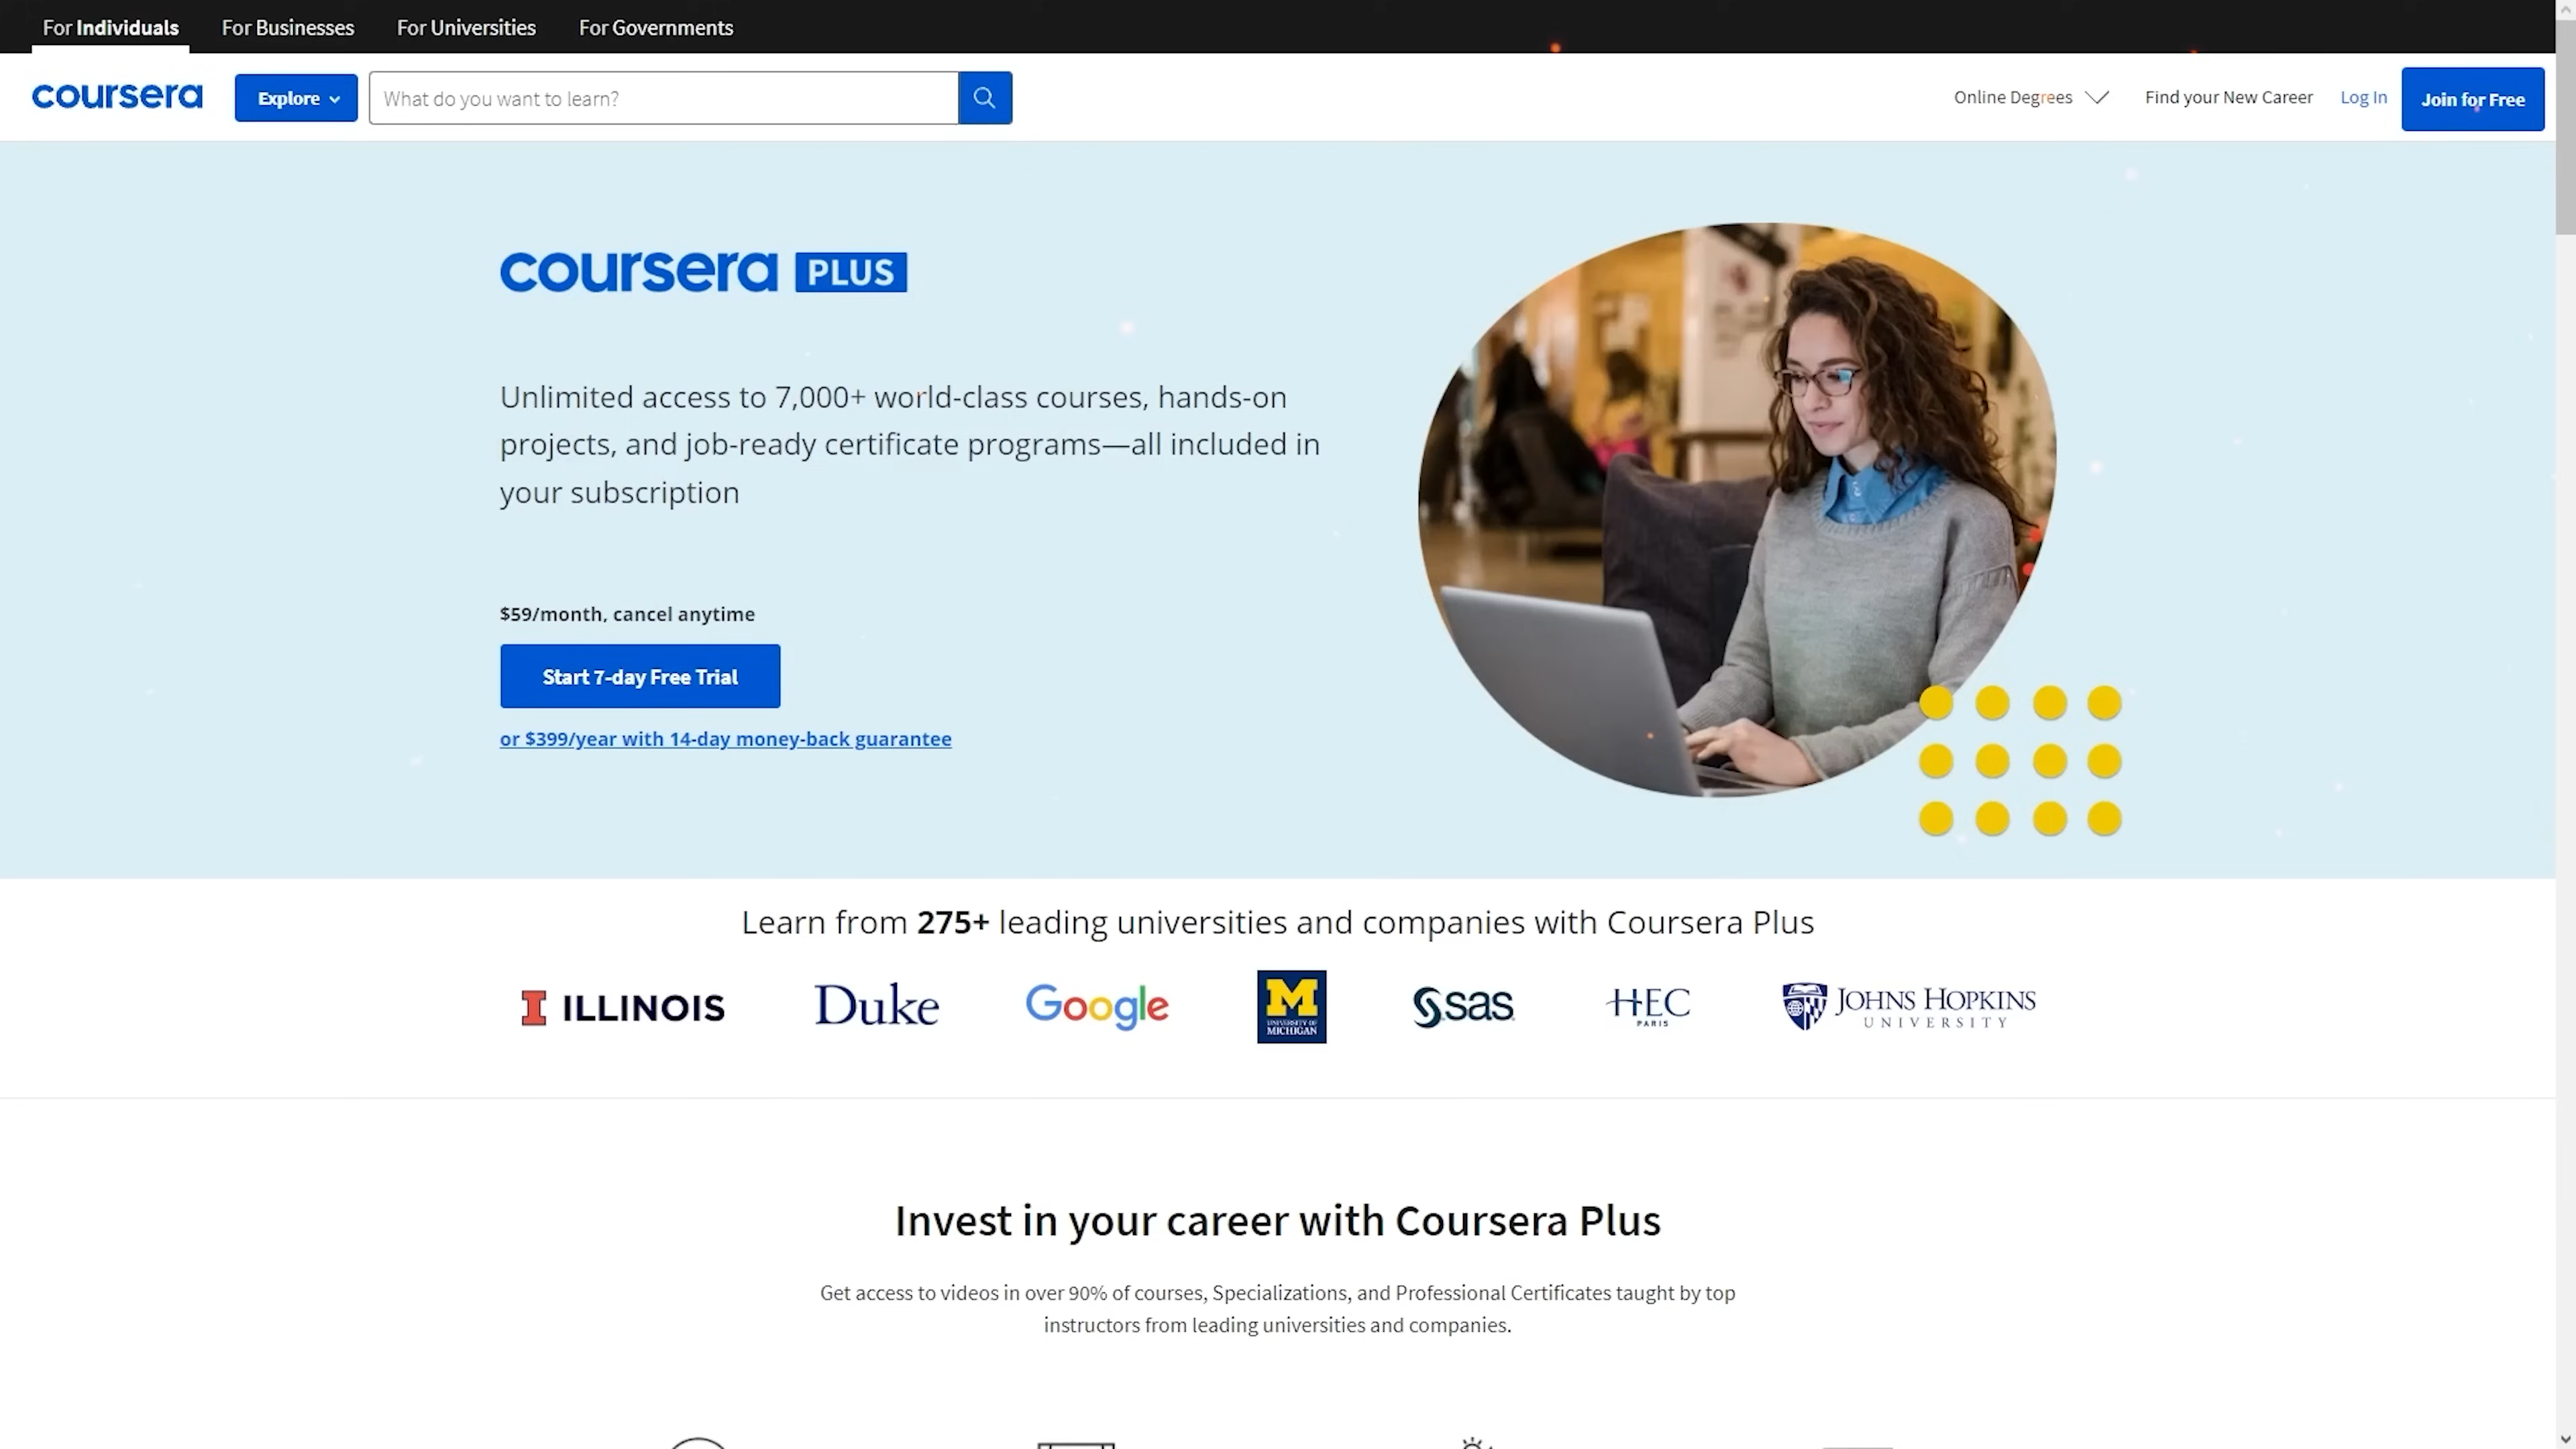 For Individuals For Businesses For Universities For Governments
coursera Explore What do you want to learn? Online Degrees Find your New Career Log In Join for Free
coursera PLUS
Unlimited access to 7,000+ world-class courses, hands-on
projects, and job-ready certificate programs—all included in
your subscription
$59/month, cancel anytime
Start 7-day Free Trial
or $399/year with 14-day money-back guarantee
Learn from 275+ leading universities and companies with Coursera Plus
I ILLINOIS Duke Google M UNIVERSITY OF MICHIGAN sas HEC PARIS JOHNS HOPKINS UNIVERSITY
Invest in your career with Coursera Plus
Get access to videos in over 90% of courses, Specializations, and Professional Certificates taught by top
instructors from leading universities and companies.